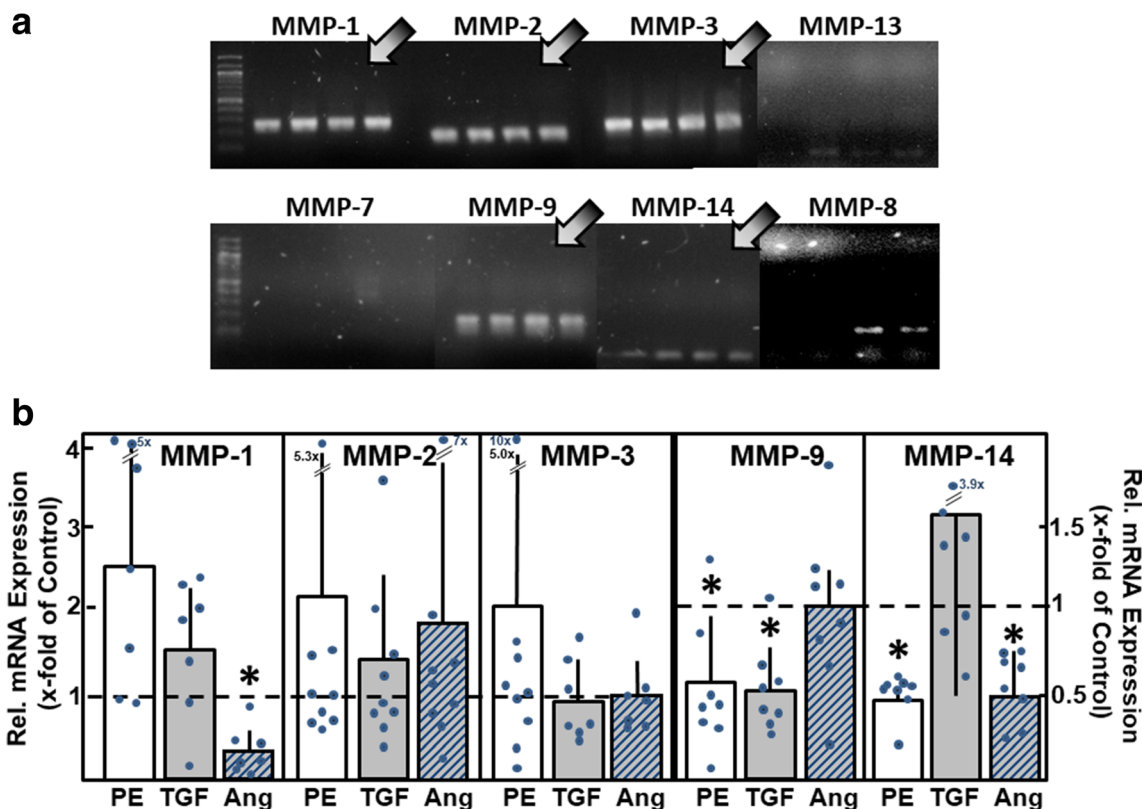 a
MMP-1 MMP-2 MMP-3 MMP-13
MMP-7 MMP-9 MMP-14 MMP-8
b
Rel. mRNA Expression
(x-fold of Control)
4
3
2
1
5x
MMP-1
*
5.3x
7x
MMP-2
10x
5.0x
MMP-3
MMP-9
*
*
MMP-14
3.9x
*
*
1.5
1
0.5
Rel. mRNA Expression
(x-fold of Control)
PE TGF Ang PE TGF Ang PE TGF Ang PE TGF Ang PE TGF Ang